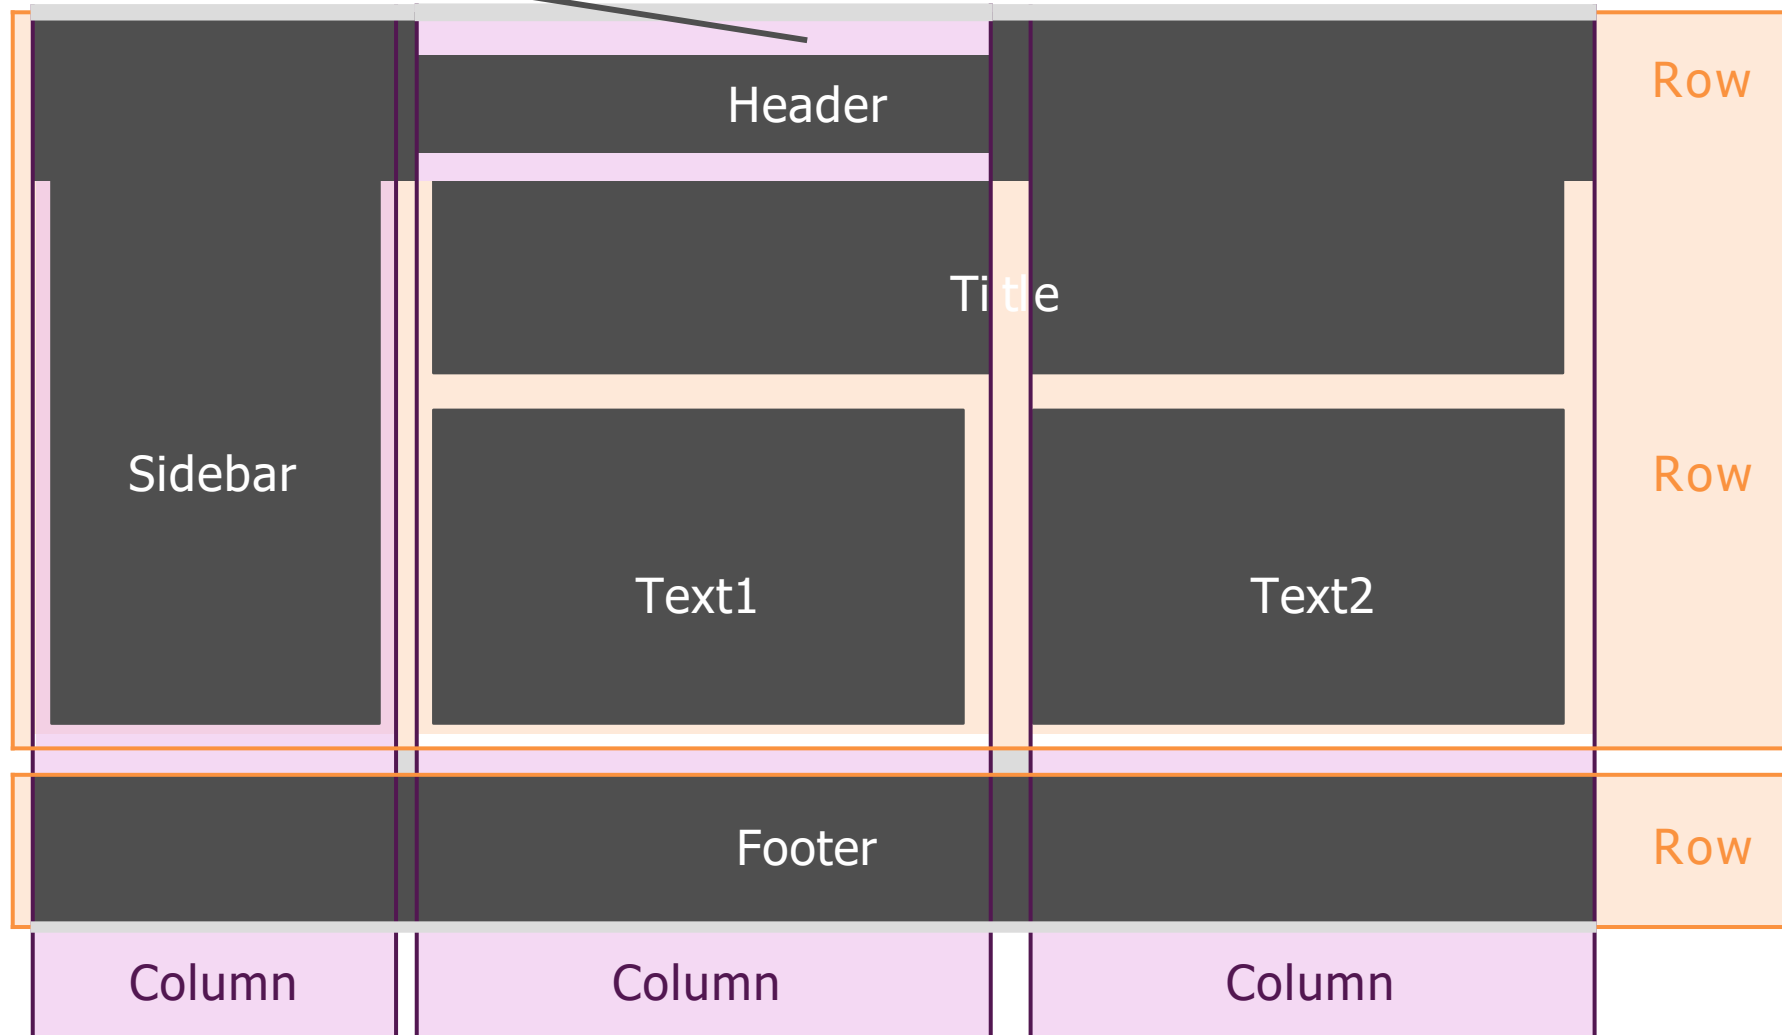 Row
Header
Title
Sidebar
Row
Text1
Text2
Footer
Row
Column
Column
Column